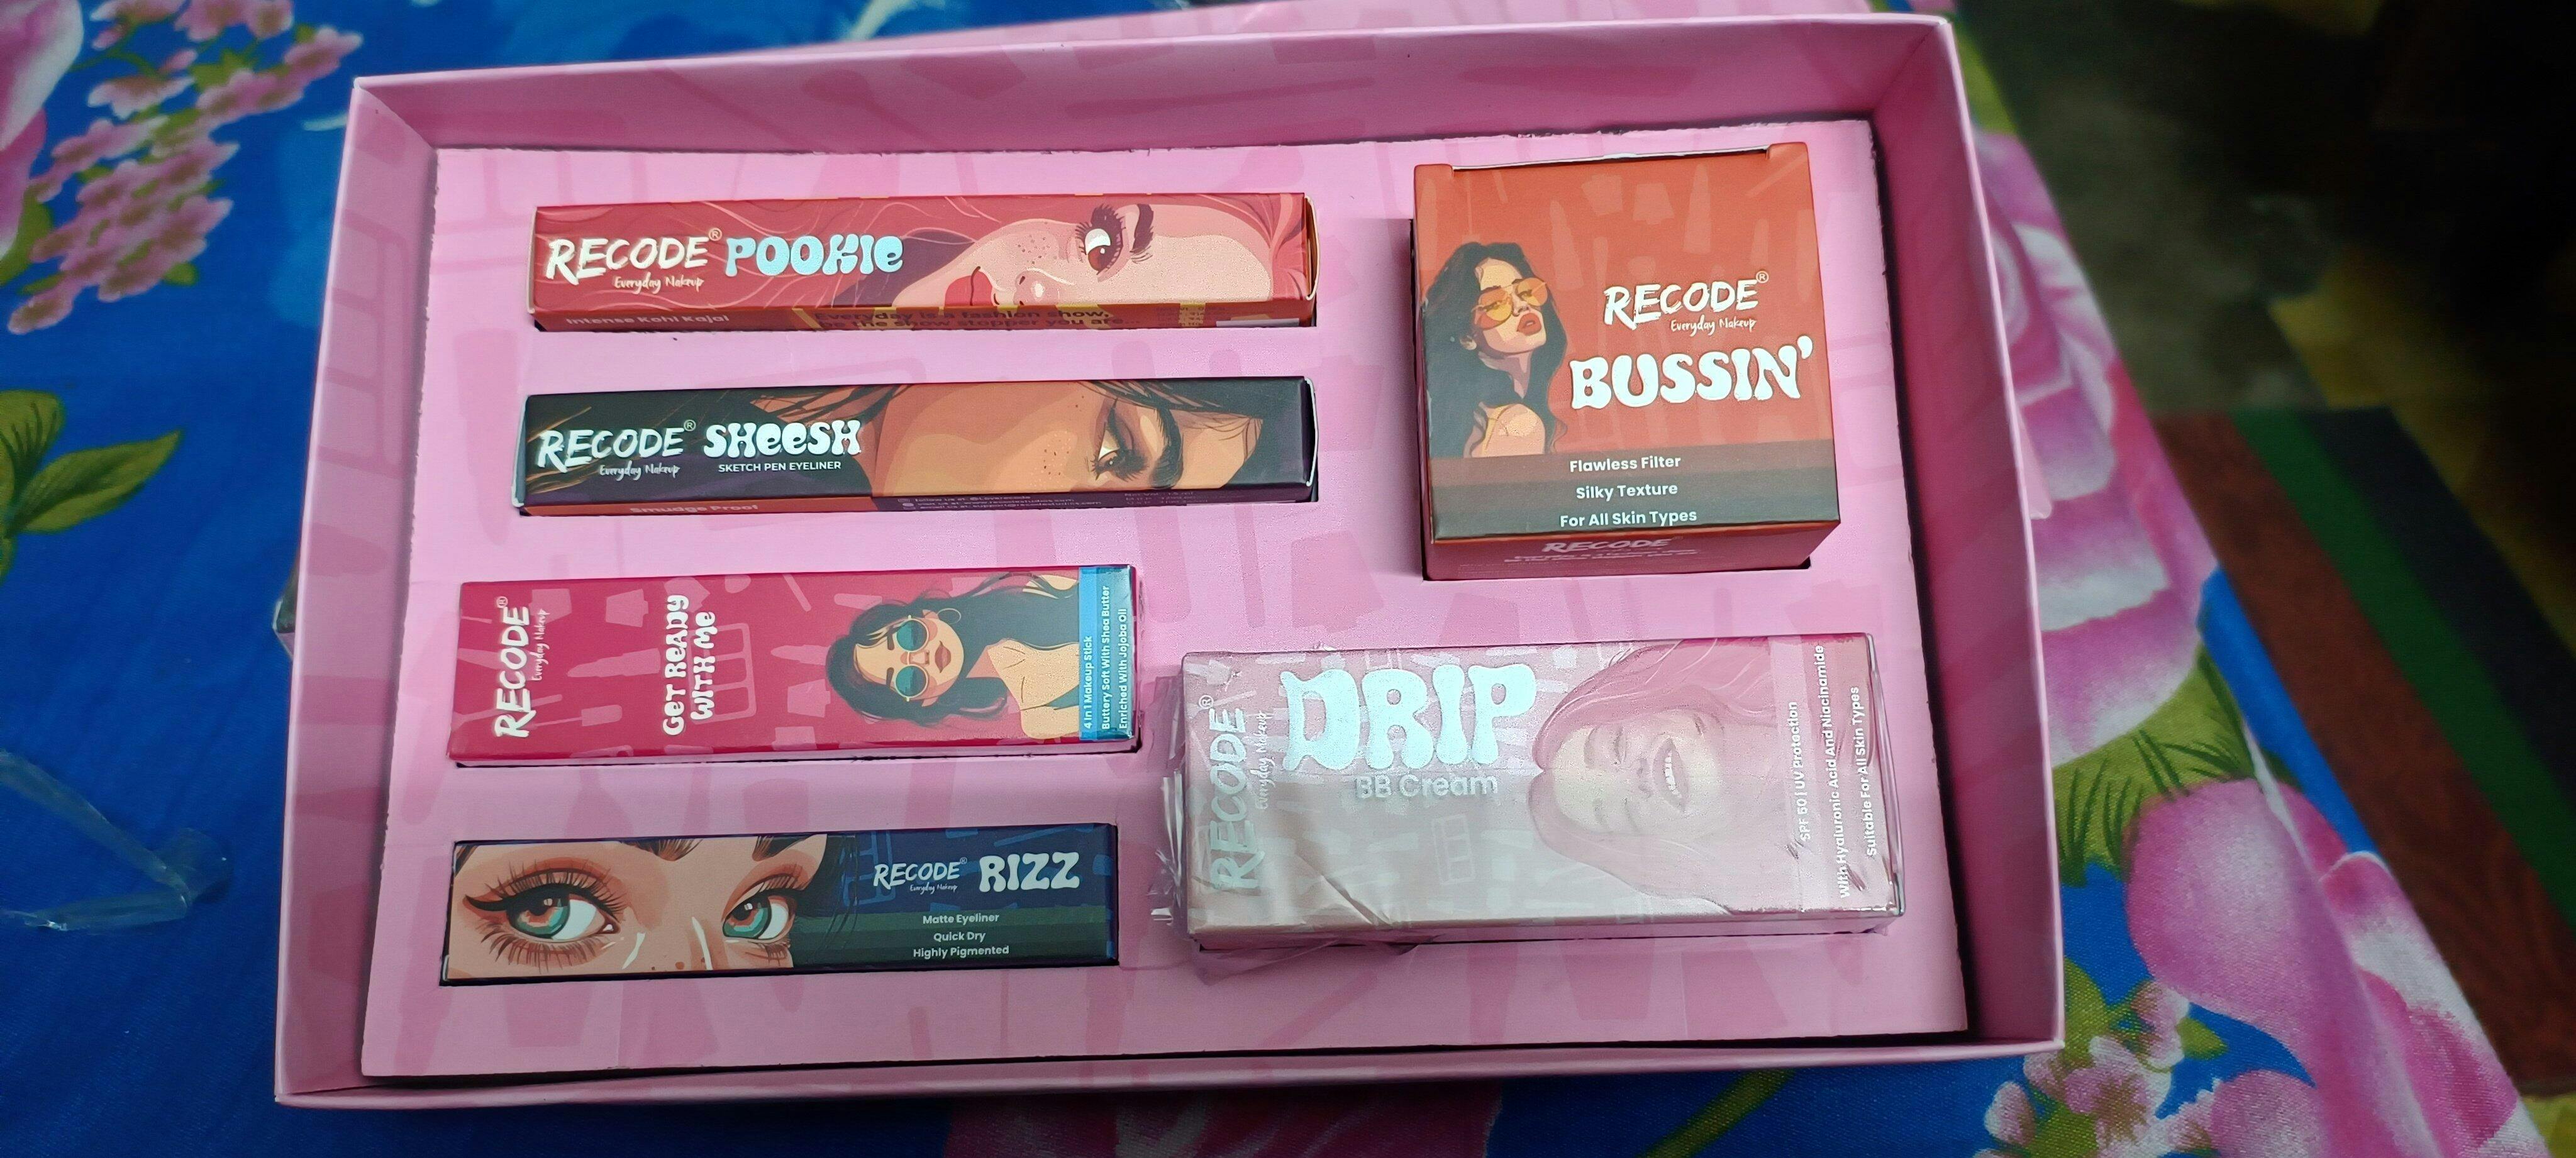 RECODE® POOKIE
Everyday Makeup
Intense Kohl Kajal
Everyday is a fashion show,
be the show stopper you are...
RECODE® SHEESH
Everyday Makeup
SKETCH PEN EYELINER
Smudge Proof
RECODE®
Everyday Makeup
GET READY
WITH ME
4 In 1 Makeup Stick
Buttery Soft With Shea Butter
Enriched With Jojoba Oil
RECODE® RIZZ
Everyday Makeup
Matte Eyeliner
Quick Dry
Highly Pigmented
RECODE®
Everyday Makeup
BUSSIN'
Flawless Filter
Silky Texture
For All Skin Types
RECODE
RECODE®
Everyday Makeup
DRIP
BB Cream
SPF 50 | UV Protection
With Hyaluronic Acid And Niacinamide
Suitable For All Skin Types